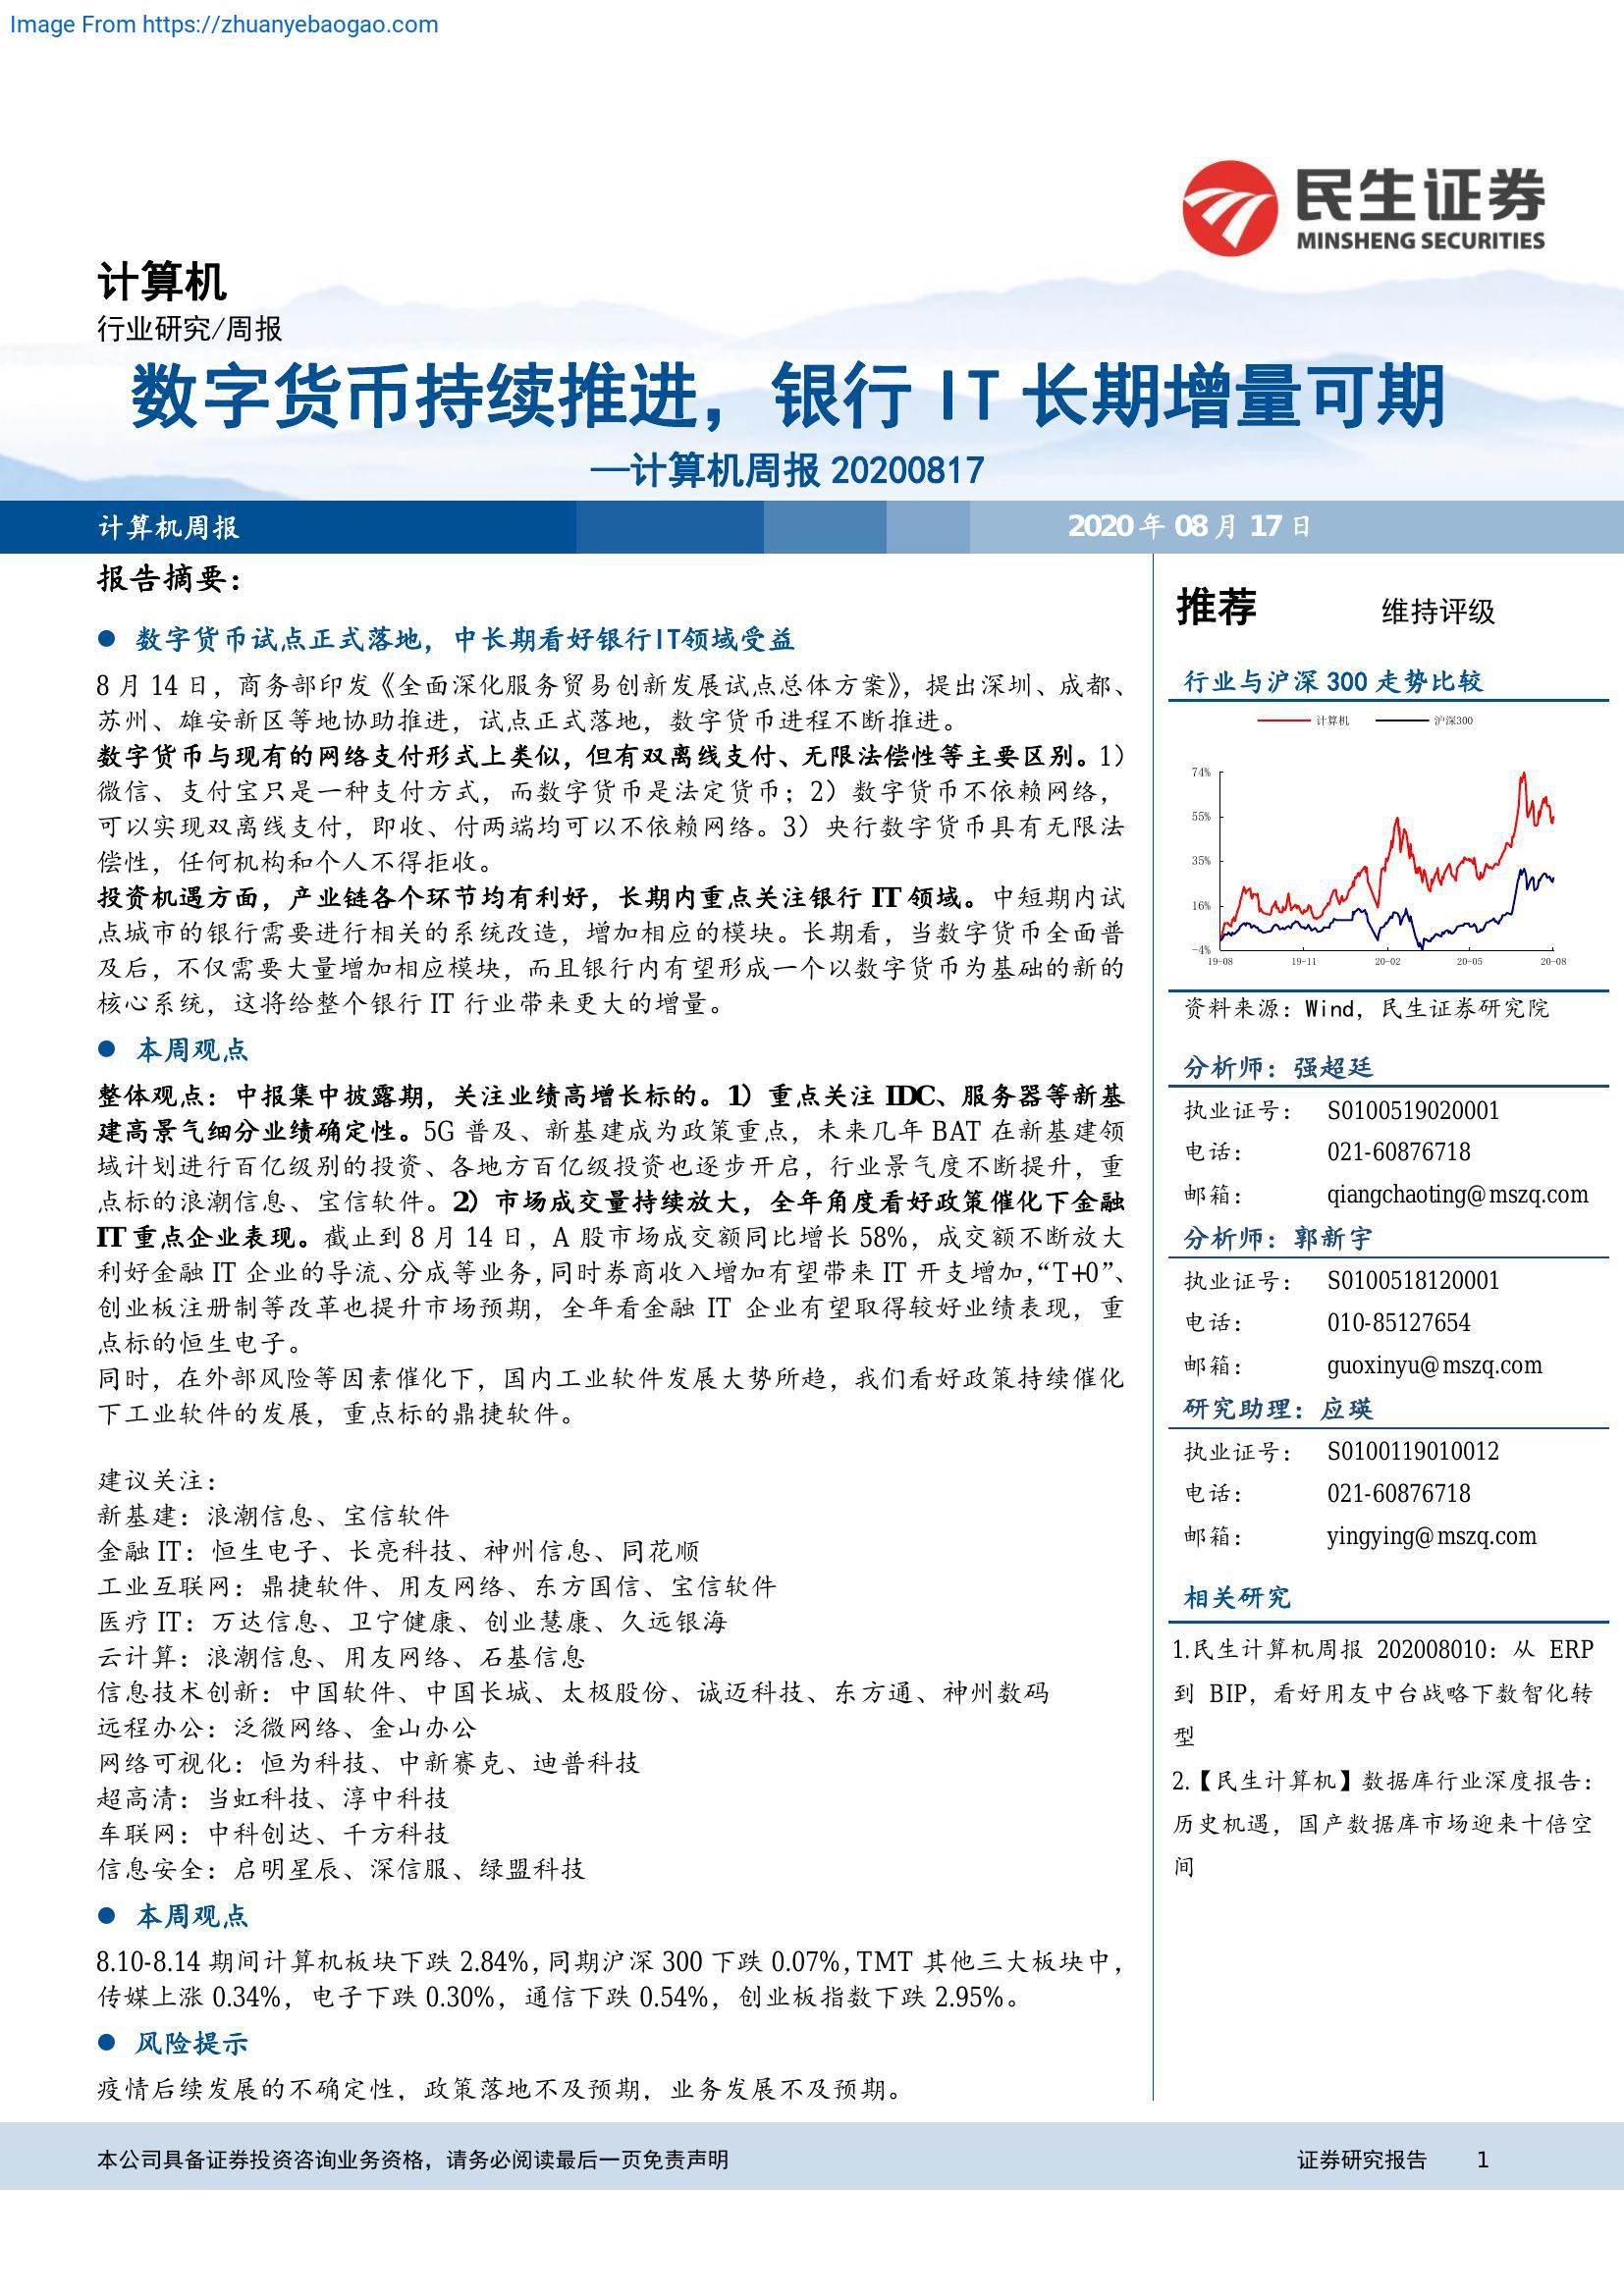 Image From https://zhuanyebaogao.com
民生证券
MINSHENG SECURITIES
计算机
行业研究/周报
数字货币持续推进，银行 IT 长期增量可期
—计算机周报 20200817
计算机周报
2020 年 08 月 17 日
报告摘要：
● 数字货币试点正式落地，中长期看好银行IT领域受益
8 月 14 日，商务部印发《全面深化服务贸易创新发展试点总体方案》，提出深圳、成都、
苏州、雄安新区等地协助推进，试点正式落地，数字货币进程不断推进。
数字货币与现有的网络支付形式上类似，但有双离线支付、无限法偿性等主要区别。1）
微信、支付宝只是一种支付方式，而数字货币是法定货币；2）数字货币不依赖网络，
可以实现双离线支付，即收、付两端均可以不依赖网络。3）央行数字货币具有无限法
偿性，任何机构和个人不得拒收。
投资机遇方面，产业链各个环节均有利好，长期内重点关注银行 IT 领域。中短期内试
点城市的银行需要进行相关的系统改造，增加相应的模块。长期看，当数字货币全面普
及后，不仅需要大量增加相应模块，而且银行内有望形成一个以数字货币为基础的新的
核心系统，这将给整个银行 IT 行业带来更大的增量。
● 本周观点
整体观点：中报集中披露期，关注业绩高增长标的。1）重点关注 IDC、服务器等新基
建高景气细分业绩确定性。5G 普及、新基建成为政策重点，未来几年 BAT 在新基建领
域计划进行百亿级别的投资、各地方百亿级投资也逐步开启，行业景气度不断提升，重
点标的浪潮信息、宝信软件。2）市场成交量持续放大，全年角度看好政策催化下金融
IT 重点企业表现。截止到 8 月 14 日，A 股市场成交额同比增长 58%，成交额不断放大
利好金融 IT 企业的导流、分成等业务，同时券商收入增加有望带来 IT 开支增加，“T+0”、
创业板注册制等改革也提升市场预期，全年看金融 IT 企业有望取得较好业绩表现，重
点标的恒生电子。
同时，在外部风险等因素催化下，国内工业软件发展大势所趋，我们看好政策持续催化
下工业软件的发展，重点标的鼎捷软件。
建议关注：
新基建：浪潮信息、宝信软件
金融 IT：恒生电子、长亮科技、神州信息、同花顺
工业互联网：鼎捷软件、用友网络、东方国信、宝信软件
医疗 IT：万达信息、卫宁健康、创业慧康、久远银海
云计算：浪潮信息、用友网络、石基信息
信息技术创新：中国软件、中国长城、太极股份、诚迈科技、东方通、神州数码
远程办公：泛微网络、金山办公
网络可视化：恒为科技、中新赛克、迪普科技
超高清：当虹科技、淳中科技
车联网：中科创达、千方科技
信息安全：启明星辰、深信服、绿盟科技
● 本周观点
8.10-8.14 期间计算机板块下跌 2.84%，同期沪深 300 下跌 0.07%，TMT 其他三大板块中，
传媒上涨 0.34%，电子下跌 0.30%，通信下跌 0.54%，创业板指数下跌 2.95%。
● 风险提示
疫情后续发展的不确定性，政策落地不及预期，业务发展不及预期。
推荐 维持评级
行业与沪深 300 走势比较
计算机 沪深300
74%
55%
35%
16%
-4%
19-08 19-11 20-02 20-05 20-08
资料来源：Wind，民生证券研究院
分析师：强超廷
执业证号： S0100519020001
电话： 021-60876718
邮箱： qiangchaoting@mszq.com
分析师：郭新宇
执业证号： S0100518120001
电话： 010-85127654
邮箱： guoxinyu@mszq.com
研究助理：应瑛
执业证号： S0100119010012
电话： 021-60876718
邮箱： yingying@mszq.com
相关研究
1.民生计算机周报 202008010：从 ERP
到 BIP，看好用友中台战略下数智化转
型
2.【民生计算机】数据库行业深度报告：
历史机遇，国产数据库市场迎来十倍空
间
本公司具备证券投资咨询业务资格，请务必阅读最后一页免责声明
证券研究报告 1